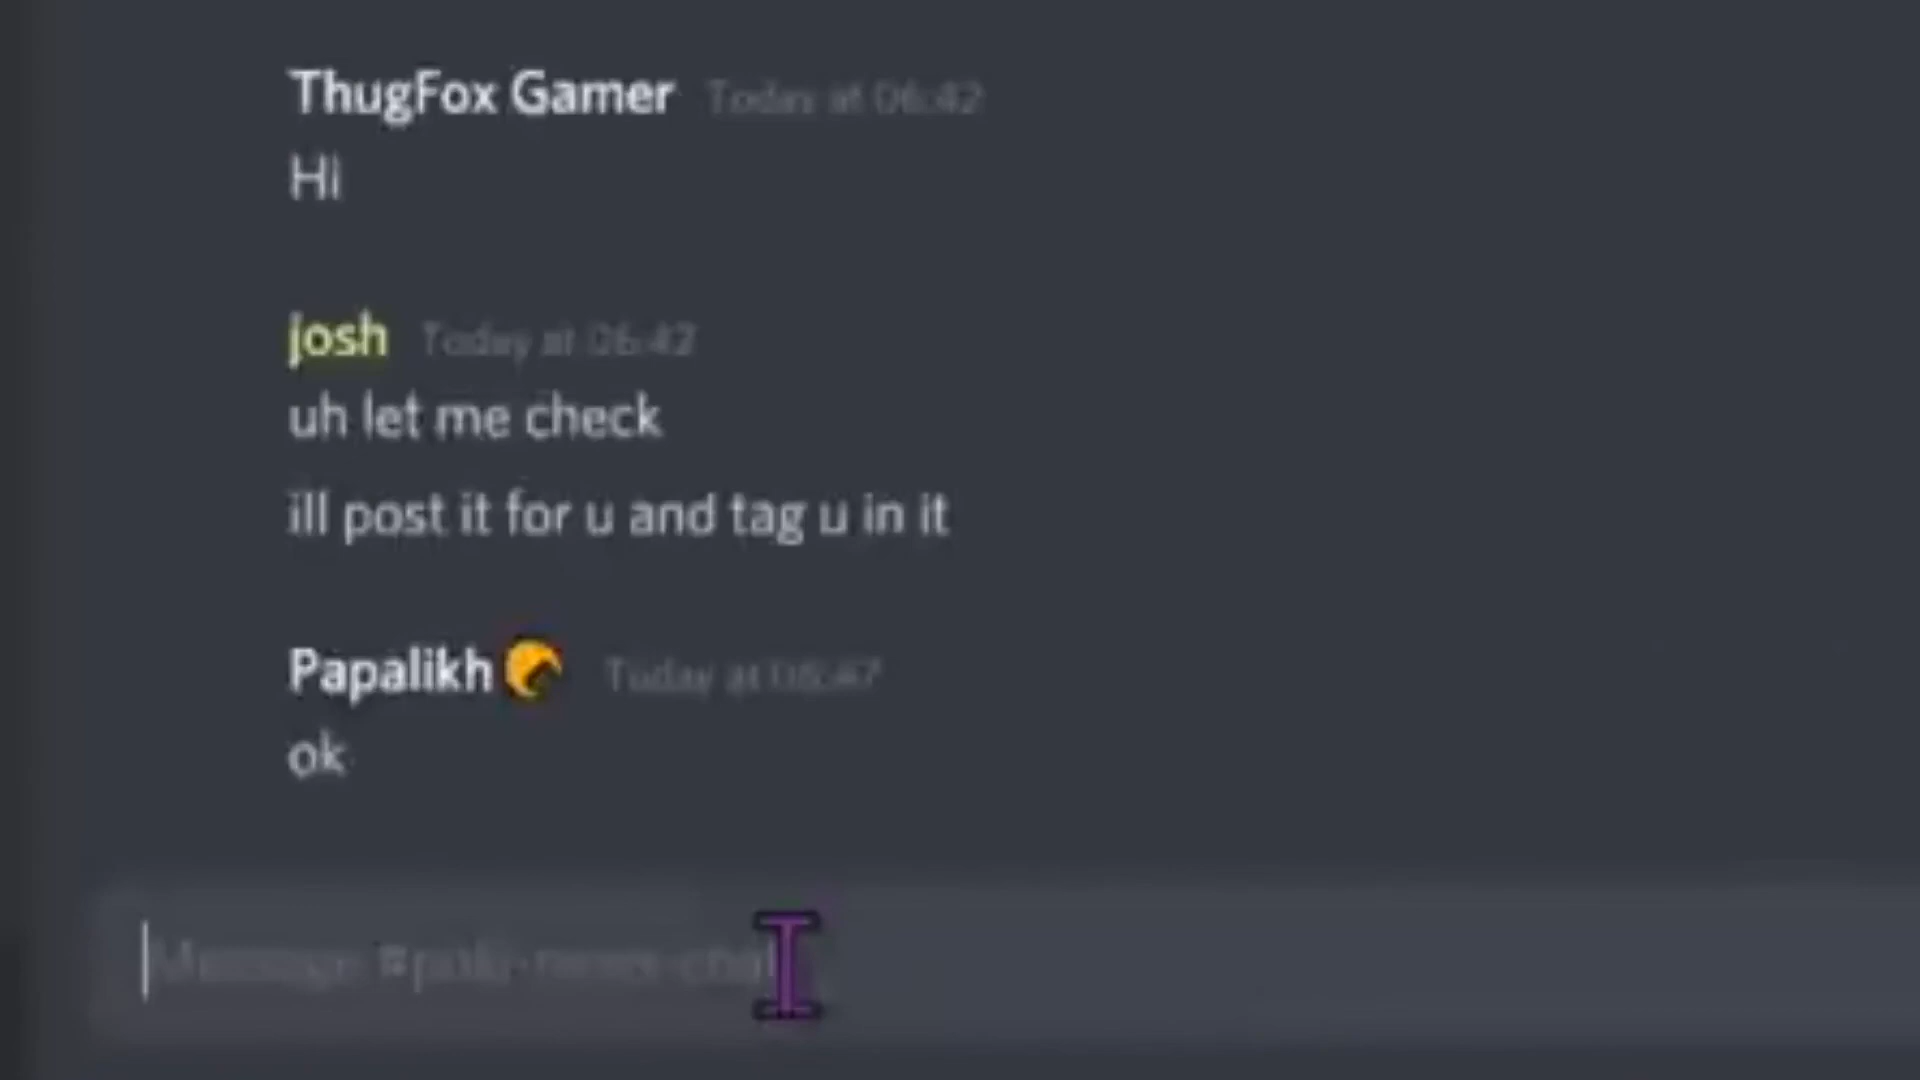 ThugFox Gamer Today at 06:42
Hi
josh Today at 06:42
uh let me check
ill post it for u and tag u in it
Papalikh Today at 06:47
ok
Message